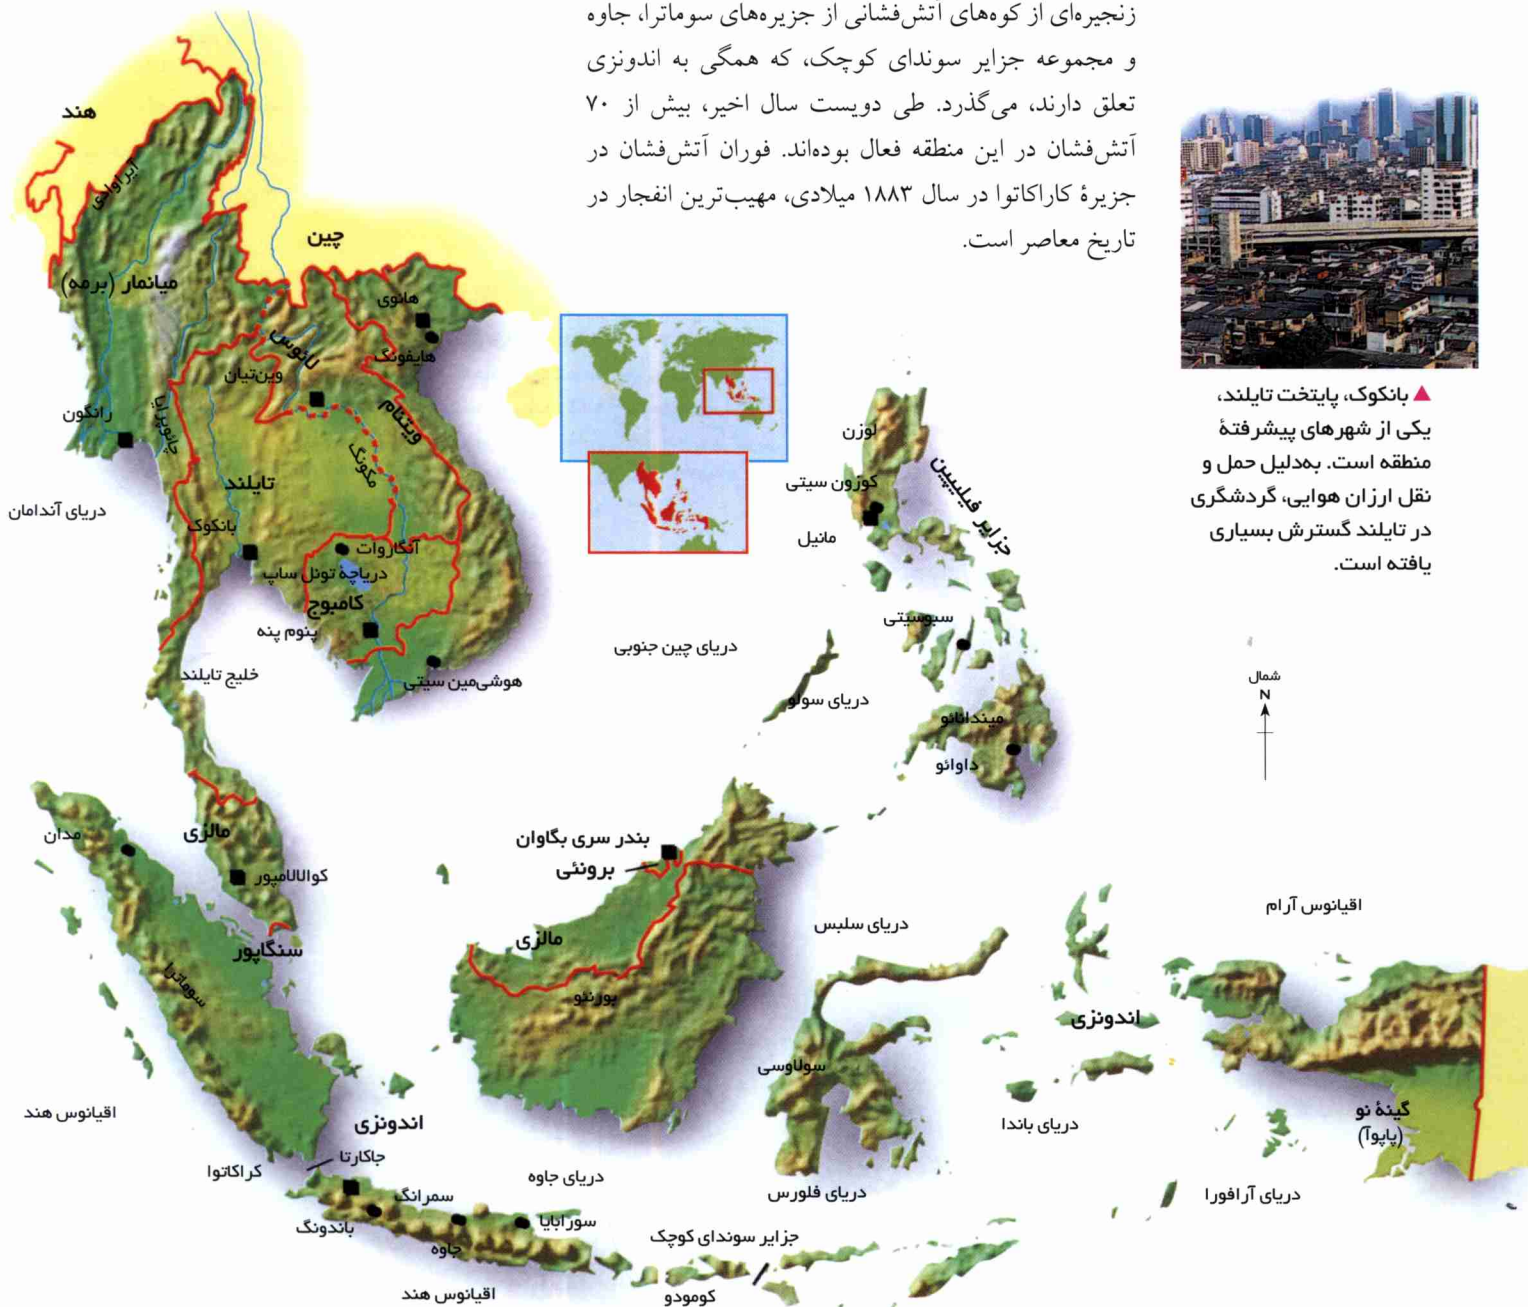 زنجیره‌ای از کوه‌های آتش‌فشانی از جزیره‌های سوماترا، جاوه
و مجموعه جزایر سوندای کوچک، که همگی به اندونزی
تعلق دارند، می‌گذرد. طی دویست سال اخیر، بیش از ۷۰
آتش‌فشان در این منطقه فعال بوده‌اند. فوران آتش‌فشان در
جزیرهٔ کاراکاتوا در سال ۱۸۸۳ میلادی، مهیب‌ترین انفجار در
تاریخ معاصر است.
▲ بانکوک، پایتخت تایلند،
یکی از شهرهای پیشرفتهٔ
منطقه است. به‌دلیل حمل و
نقل ارزان هوایی، گردشگری
در تایلند گسترش بسیاری
یافته است.
هند
آیراوادی
چین
میانمار (برمه)
هانوی
هایفونگ
لائوس
وین‌تیان
ویتنام
رانگون
چائوپرایا
مکونگ
تایلند
دریای آندامان
بانکوک
آنگاروات
دریاچهٔ تونل ساپ
کامبوج
پنوم پنه
هوشی‌مین سیتی
خلیج تایلند
دریای چین جنوبی
لوزن
کوزون سیتی
مانیل
جزایر فیلیپین
سبوسیتی
دریای سولو
میندانائو
داوائو
شمال
N
مدان
مالزی
کوالالامپور
سنگاپور
سوماترا
بندر سری بگاوان
برونئی
مالزی
بورنئو
دریای سلبس
اقیانوس آرام
اندونزی
سولاوسی
گینهٔ نو
(پاپوآ)
اقیانوس هند
اندونزی
دریای باندا
جاکارتا
کراکاتوا
دریای جاوه
دریای فلورس
دریای آرافورا
سمرانگ
باندونگ
سورابایا
جاوه
جزایر سوندای کوچک
اقیانوس هند
کومودو